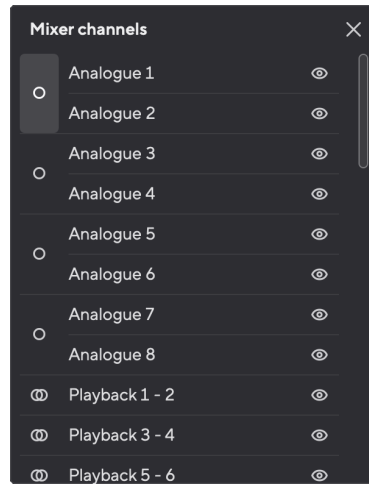 Mixer channels
Analogue 1
Analogue 2
Analogue 3
Analogue 4
Analogue 5
Analogue 6
Analogue 7
Analogue 8
Playback 1 - 2
Playback 3 - 4
Playback 5 - 6